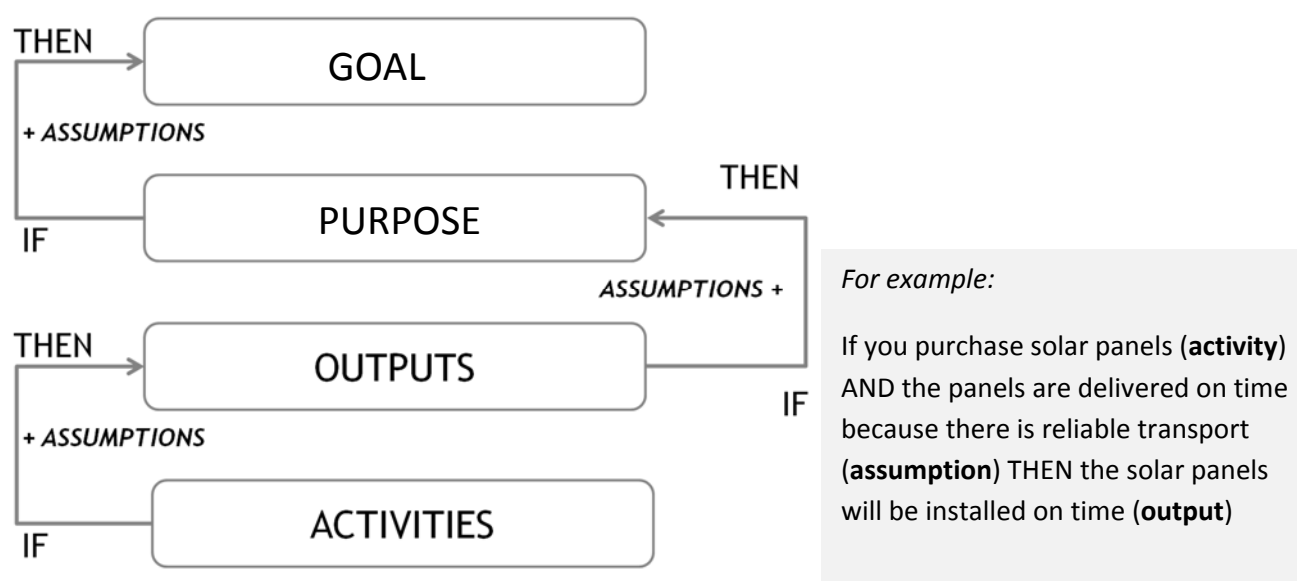 THEN
GOAL
+ ASSUMPTIONS
THEN
PURPOSE
IF
ASSUMPTIONS +
THEN
OUTPUTS
IF
+ ASSUMPTIONS
ACTIVITIES
IF
For example:
If you purchase solar panels (activity)
AND the panels are delivered on time
because there is reliable transport
(assumption) THEN the solar panels
will be installed on time (output)